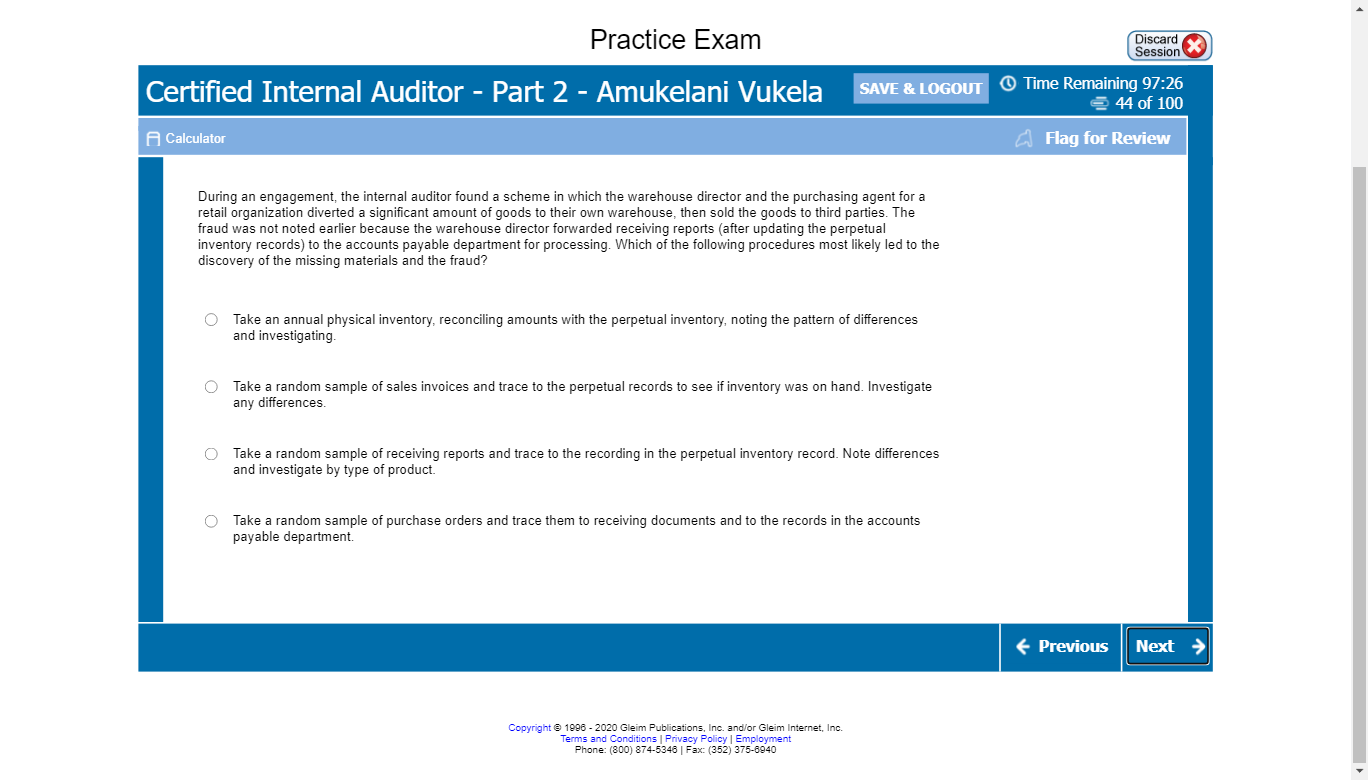 Practice Exam
Discard
Session
Certified Internal Auditor - Part 2 - Amukelani Vukela
SAVE & LOGOUT
Time Remaining 97:26
44 of 100
Calculator
Flag for Review
During an engagement, the internal auditor found a scheme in which the warehouse director and the purchasing agent for a
retail organization diverted a significant amount of goods to their own warehouse, then sold the goods to third parties. The
fraud was not noted earlier because the warehouse director forwarded receiving reports (after updating the perpetual
inventory records) to the accounts payable department for processing. Which of the following procedures most likely led to the
discovery of the missing materials and the fraud?
Take an annual physical inventory, reconciling amounts with the perpetual inventory, noting the pattern of differences
and investigating.
Take a random sample of sales invoices and trace to the perpetual records to see if inventory was on hand. Investigate
any differences.
Take a random sample of receiving reports and trace to the recording in the perpetual inventory record. Note differences
and investigate by type of product.
Take a random sample of purchase orders and trace them to receiving documents and to the records in the accounts
payable department.
Previous
Next
Copyright © 1996 - 2020 Gleim Publications, Inc. and/or Gleim Internet, Inc.
Terms and Conditions | Privacy Policy | Employment
Phone: (800) 874-5346 | Fax: (352) 375-6940